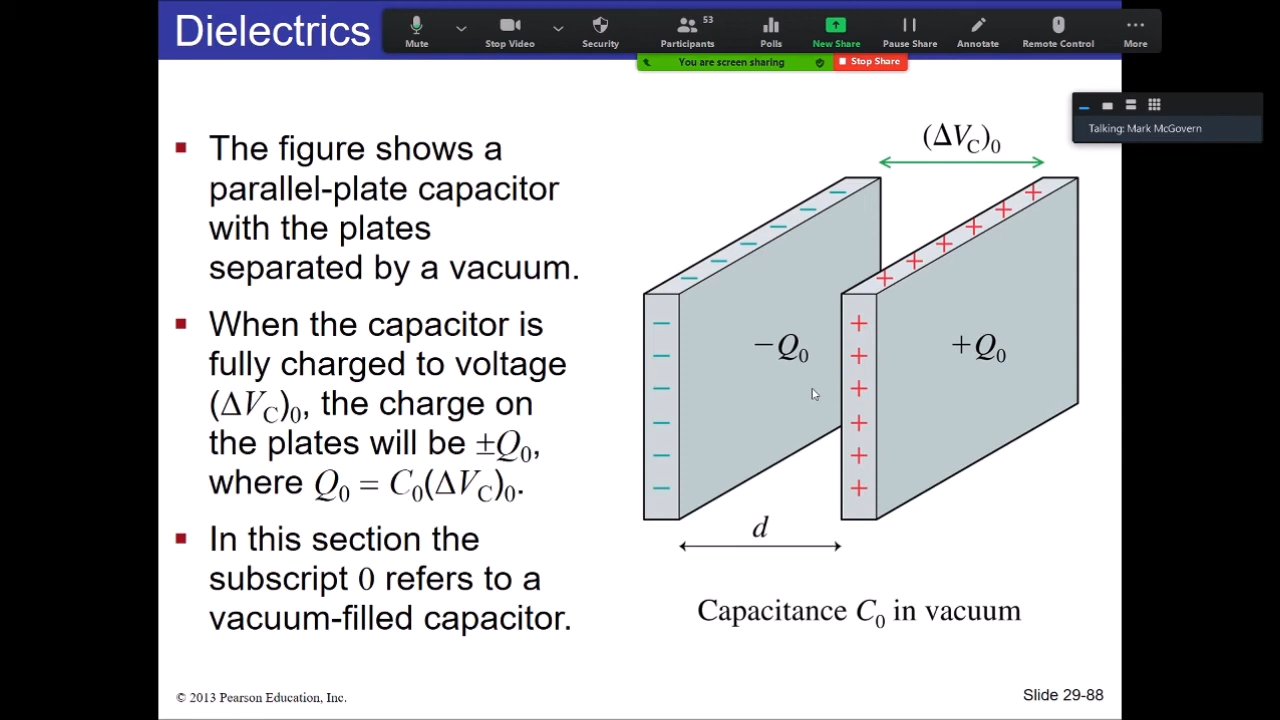 Dielectrics
Mute
Stop Video
Security
53
Participants
Polls
New Share
Pause Share
Annotate
Remote Control
More
You are screen sharing
Stop Share
Talking: Mark McGovern
▪ The figure shows a
parallel-plate capacitor
with the plates
separated by a vacuum.
▪ When the capacitor is
fully charged to voltage
(ΔV_C)₀, the charge on
the plates will be ±Q₀,
where Q₀ = C₀(ΔV_C)₀.
▪ In this section the
subscript 0 refers to a
vacuum-filled capacitor.
(ΔV_C)₀
−Q₀
+Q₀
d
Capacitance C₀ in vacuum
© 2013 Pearson Education, Inc.
Slide 29-88